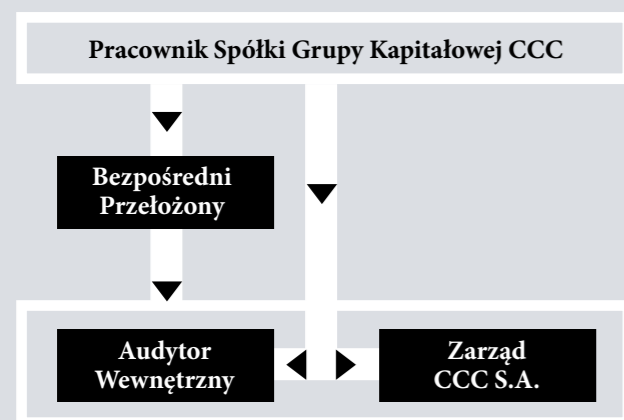 Pracownik Spółki Grupy Kapitałowej CCC
Bezpośredni
Przełożony
Audytor
Wewnętrzny
Zarząd
CCC S.A.